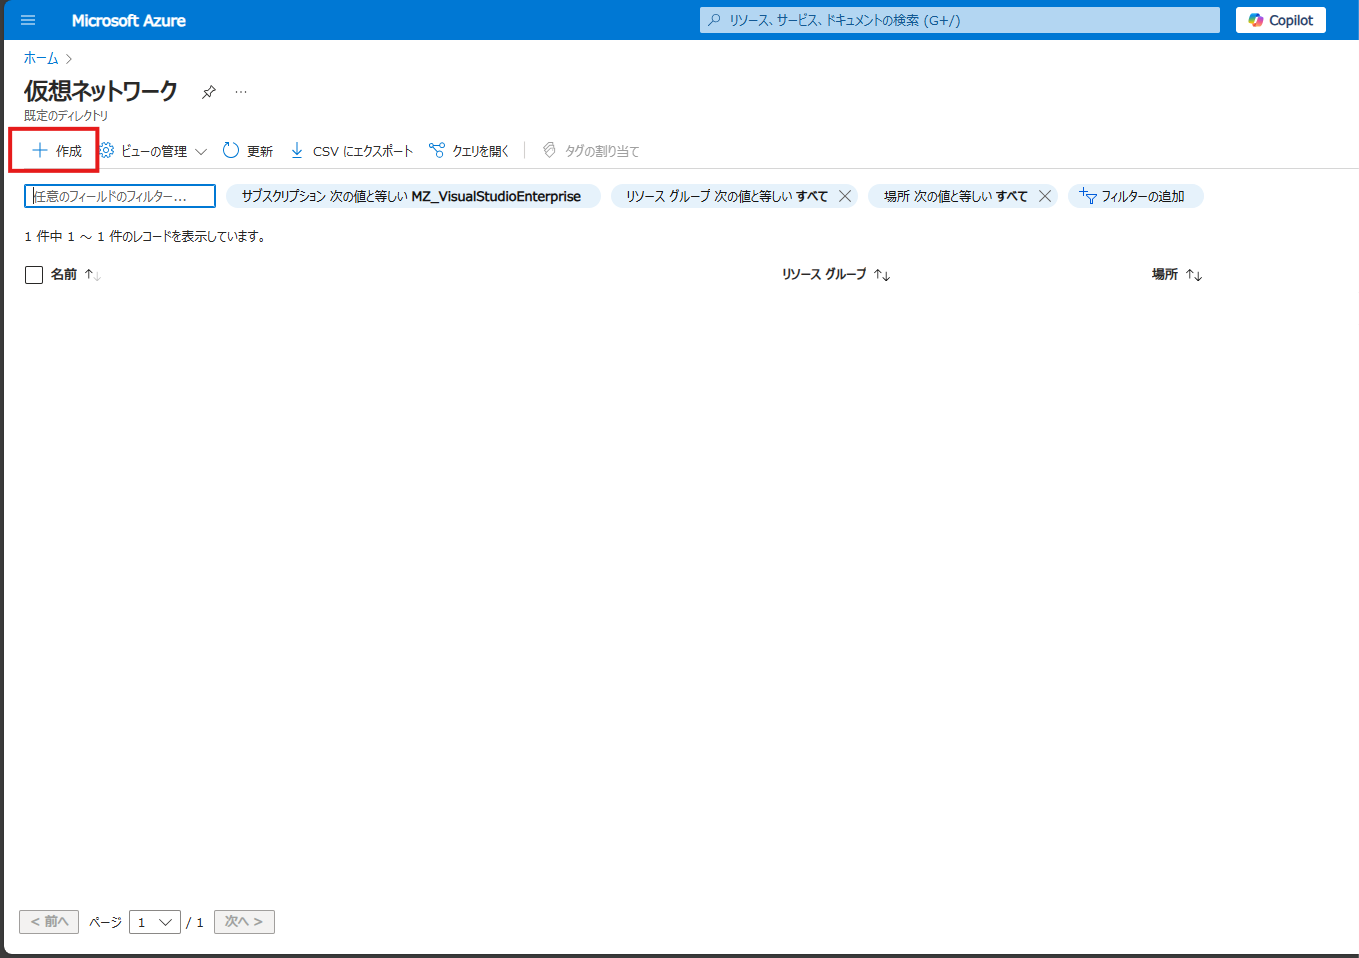 Microsoft Azure
リソース、サービス、ドキュメントの検索 (G+/)
Copilot
ホーム >
仮想ネットワーク ...
既定のディレクトリ
+ 作成 ビューの管理 更新 CSV にエクスポート クエリを開く タグの割り当て
任意のフィールドのフィルター... サブスクリプション 次の値と等しい MZ_VisualStudioEnterprise リソース グループ 次の値と等しい すべて 場所 次の値と等しい すべて フィルターの追加
1 件中 1 ～ 1 件のレコードを表示しています。
名前 ↑↓ リソース グループ ↑↓ 場所 ↑↓
< 前へ ページ 1 / 1 次へ >